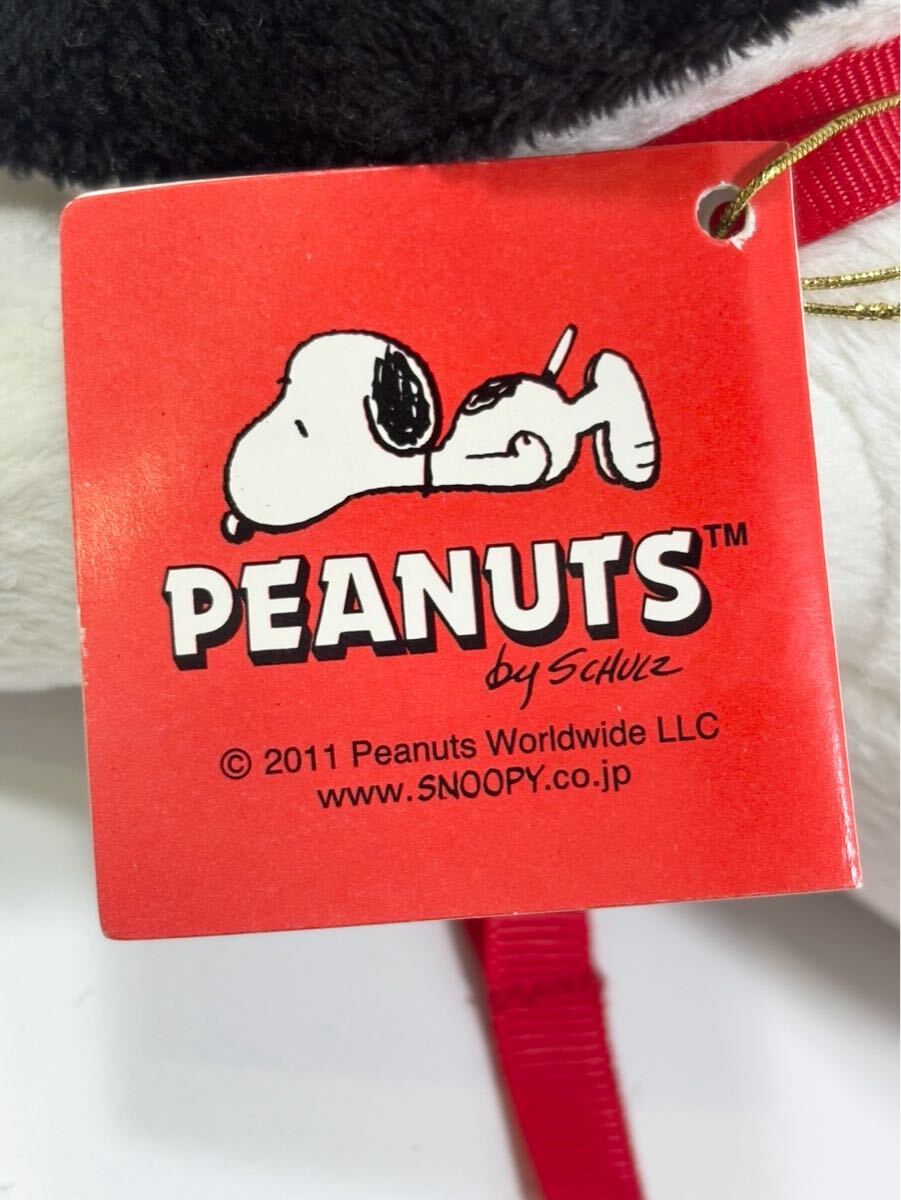 PEANUTS™
by SCHULZ
© 2011 Peanuts Worldwide LLC
www.SNOOPY.co.jp